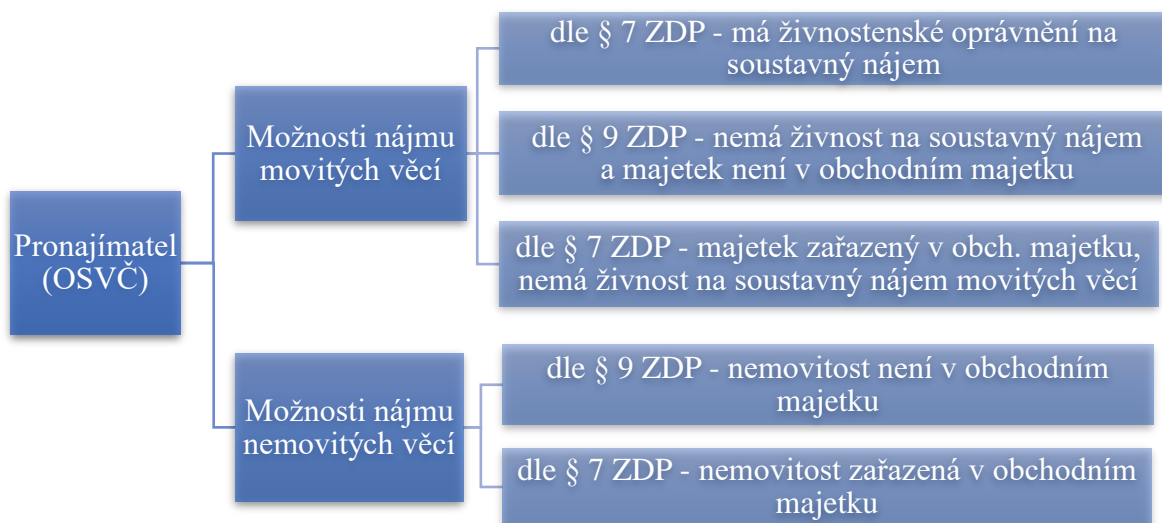 Pronajímatel
(OSVČ)
Možnosti nájmu
movitých věcí
dle § 7 ZDP - má živnostenské oprávnění na
soustavný nájem
dle § 9 ZDP - nemá živnost na soustavný nájem
a majetek není v obchodním majetku
dle § 7 ZDP - majetek zařazený v obch. majetku,
nemá živnost na soustavný nájem movitých věcí
Možnosti nájmu
nemovitých věcí
dle § 9 ZDP - nemovitost není v obchodním
majetku
dle § 7 ZDP - nemovitost zařazená v obchodním
majetku